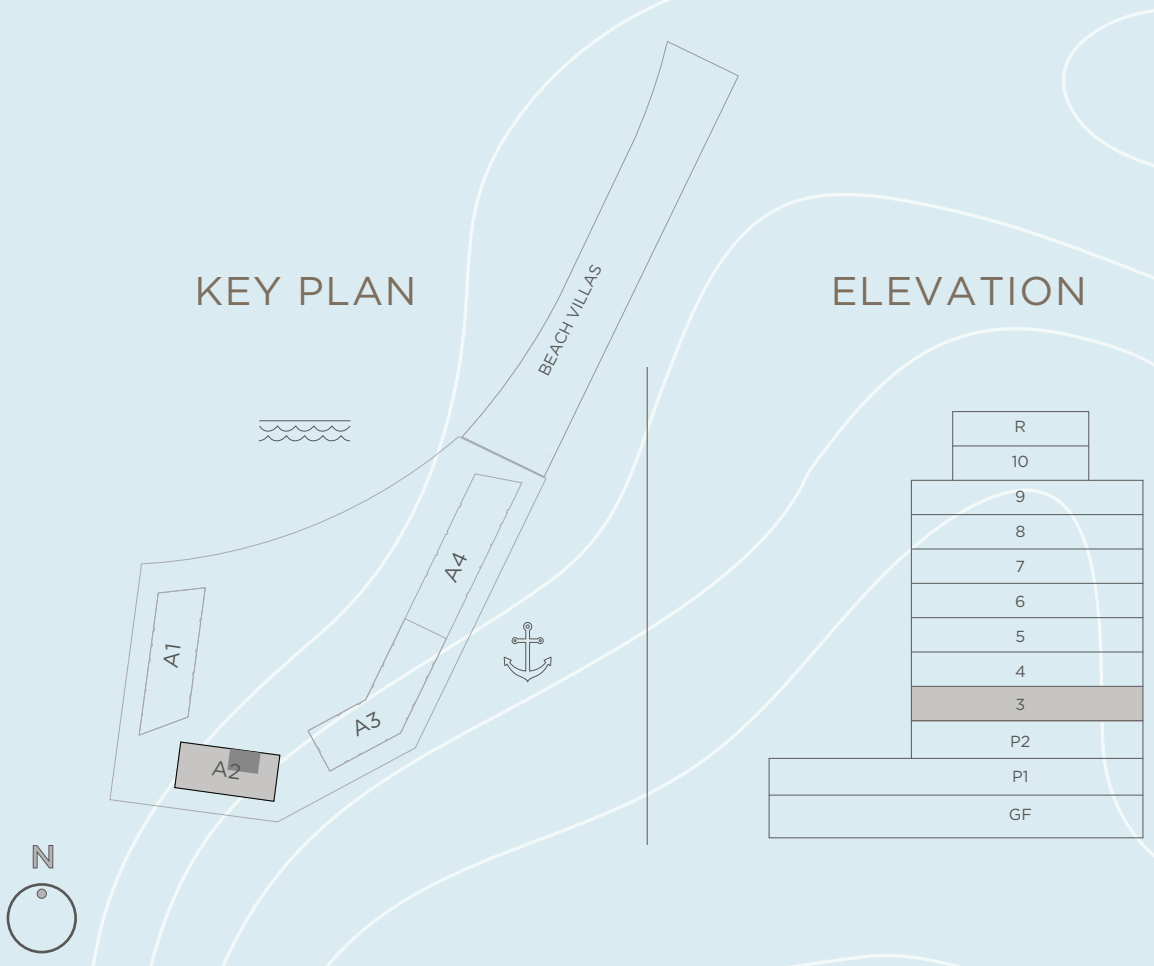 KEY PLAN
BEACH VILLAS
A4
A1
A3
A2
N
ELEVATION
R
10
9
8
7
6
5
4
3
P2
P1
GF